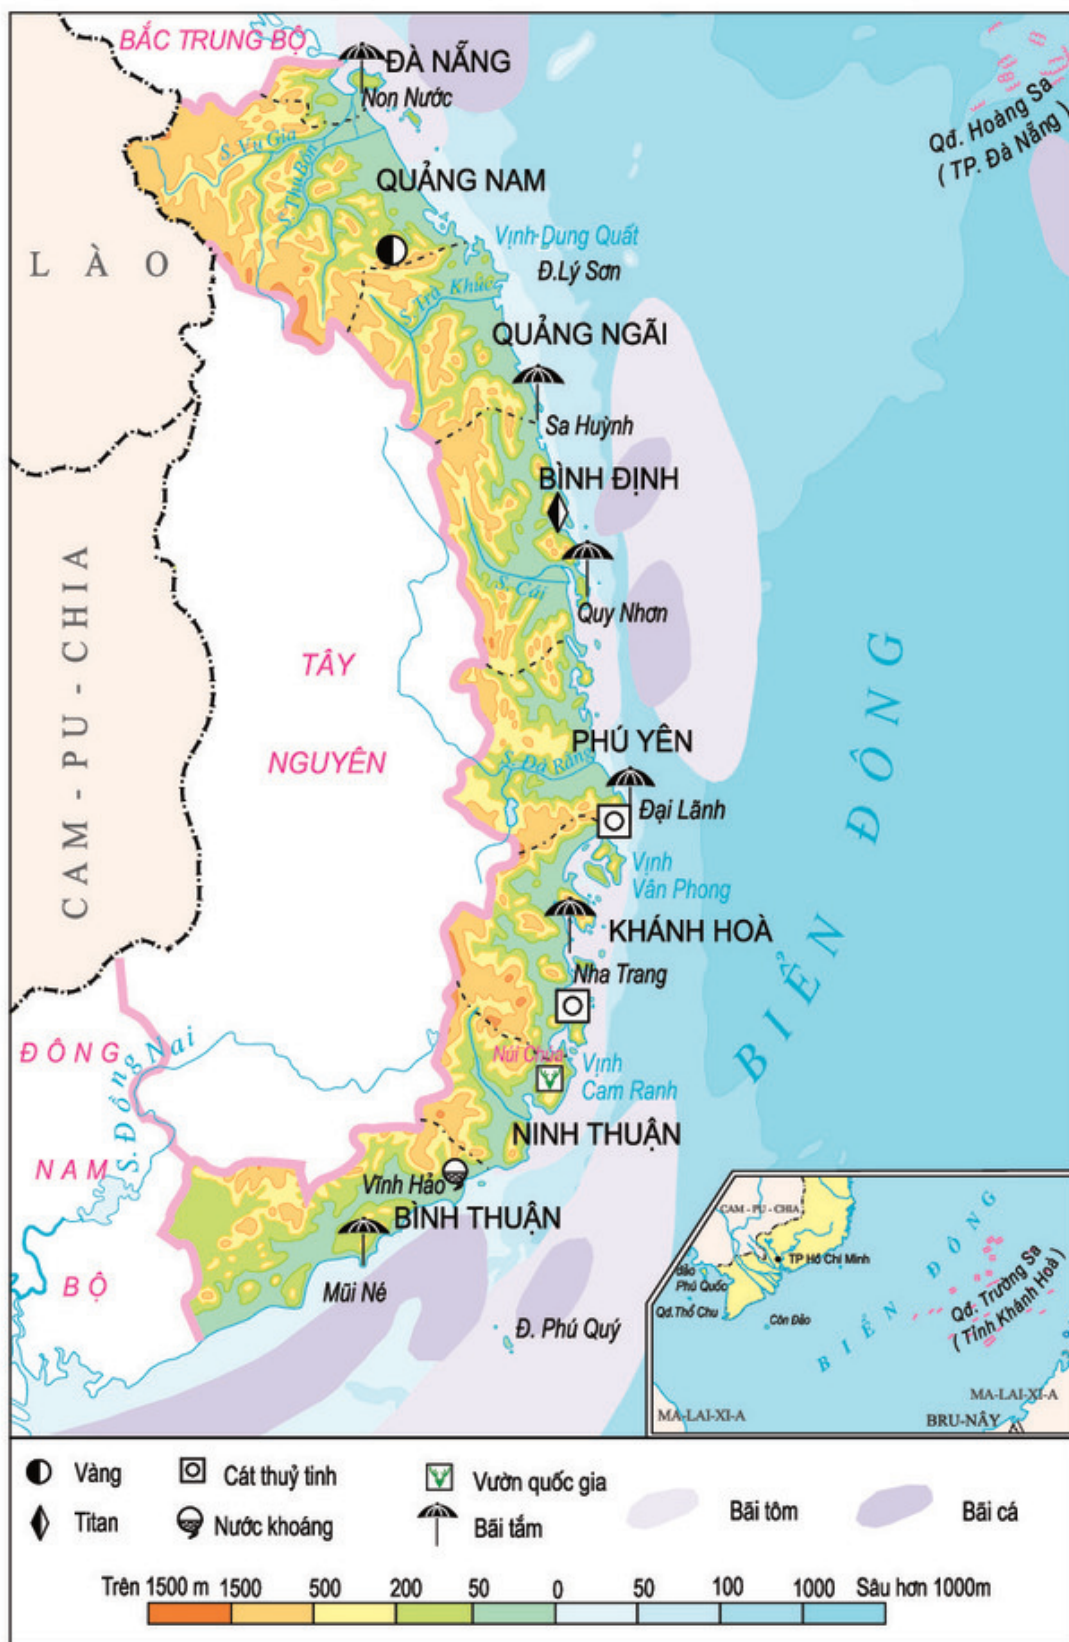 BẮC TRUNG BỘ
ĐÀ NẴNG
Non Nước
Qđ. Hoàng Sa
( TP. Đà Nẵng )
S. Vu Gia
S. Thu Bồn
QUẢNG NAM
LÀO
Vịnh Dung Quất
Đ.Lý Sơn
S. Trà Khúc
QUẢNG NGÃI
Sa Huỳnh
BÌNH ĐỊNH
S. Cái
Quy Nhơn
CAM - PU - CHIA
TÂY
NGUYÊN
BIỂN ĐÔNG
PHÚ YÊN
S. Đà Rằng
Đại Lãnh
Vịnh
Vân Phong
KHÁNH HOÀ
Nha Trang
ĐÔNG
NAM
BỘ
S. Đồng Nai
Núi Chúa
Vịnh
Cam Ranh
NINH THUẬN
Vĩnh Hảo
BÌNH THUẬN
Mũi Né
Đ. Phú Quý
CAM - PU - CHIA
TP Hồ Chí Minh
đảo
Phú Quốc
Qđ.Thổ Chu
Côn Đảo
BIỂN ĐÔNG
Qđ. Trường Sa
( Tỉnh Khánh Hoà )
MA-LAI-XI-A
MA-LAI-XI-A
BRU-NÂY
Vàng
Cát thuỷ tinh
Vườn quốc gia
Titan
Nước khoáng
Bãi tắm
Bãi tôm
Bãi cá
Trên 1500 m 1500 500 200 50 0 50 100 1000 Sâu hơn 1000m